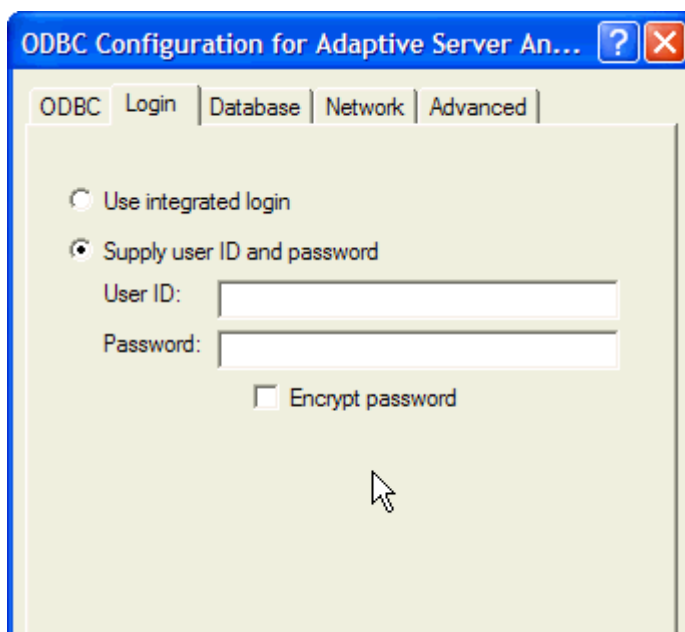 ODBC Configuration for Adaptive Server An...
ODBC Login Database Network Advanced
Use integrated login
Supply user ID and password
User ID:
Password:
Encrypt password